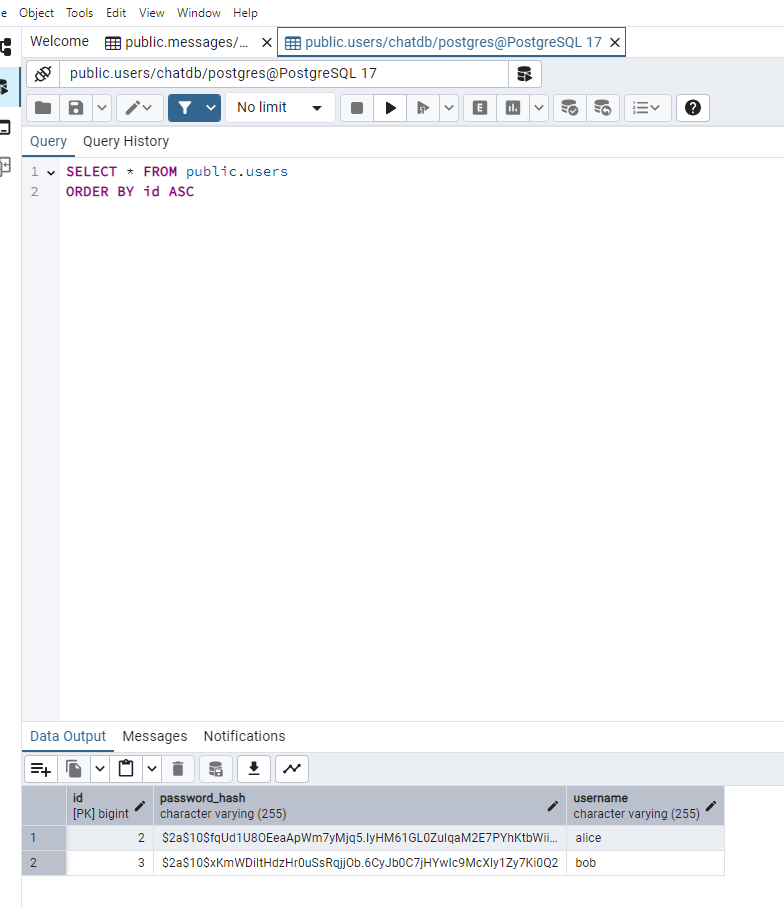 e Object Tools Edit View Window Help
Welcome public.messages/... public.users/chatdb/postgres@PostgreSQL 17
public.users/chatdb/postgres@PostgreSQL 17
No limit E
Query Query History
1 SELECT * FROM public.users
2 ORDER BY id ASC
Data Output Messages Notifications
id password_hash username
[PK] bigint character varying (255) character varying (255)
1 2 $2a$10$fqUd1U8OEeaApWm7yMjq5.IyHM61GL0ZuIqaM2E7PYhKtbWii... alice
2 3 $2a$10$xKmWDiItHdzHr0uSsRqjjOb.6CyJb0C7jHYwIc9McXIy1Zy7Ki0Q2 bob